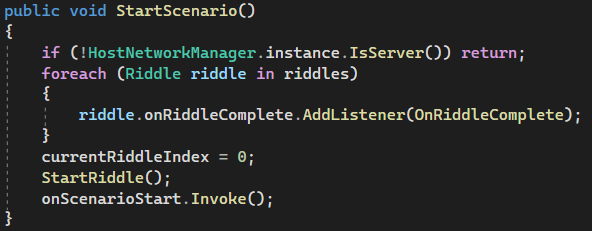 public void StartScenario()
{
    if (!HostNetworkManager.instance.IsServer()) return;
    foreach (Riddle riddle in riddles)
    {
        riddle.onRiddleComplete.AddListener(OnRiddleComplete);
    }
    currentRiddleIndex = 0;
    StartRiddle();
    onScenarioStart.Invoke();
}